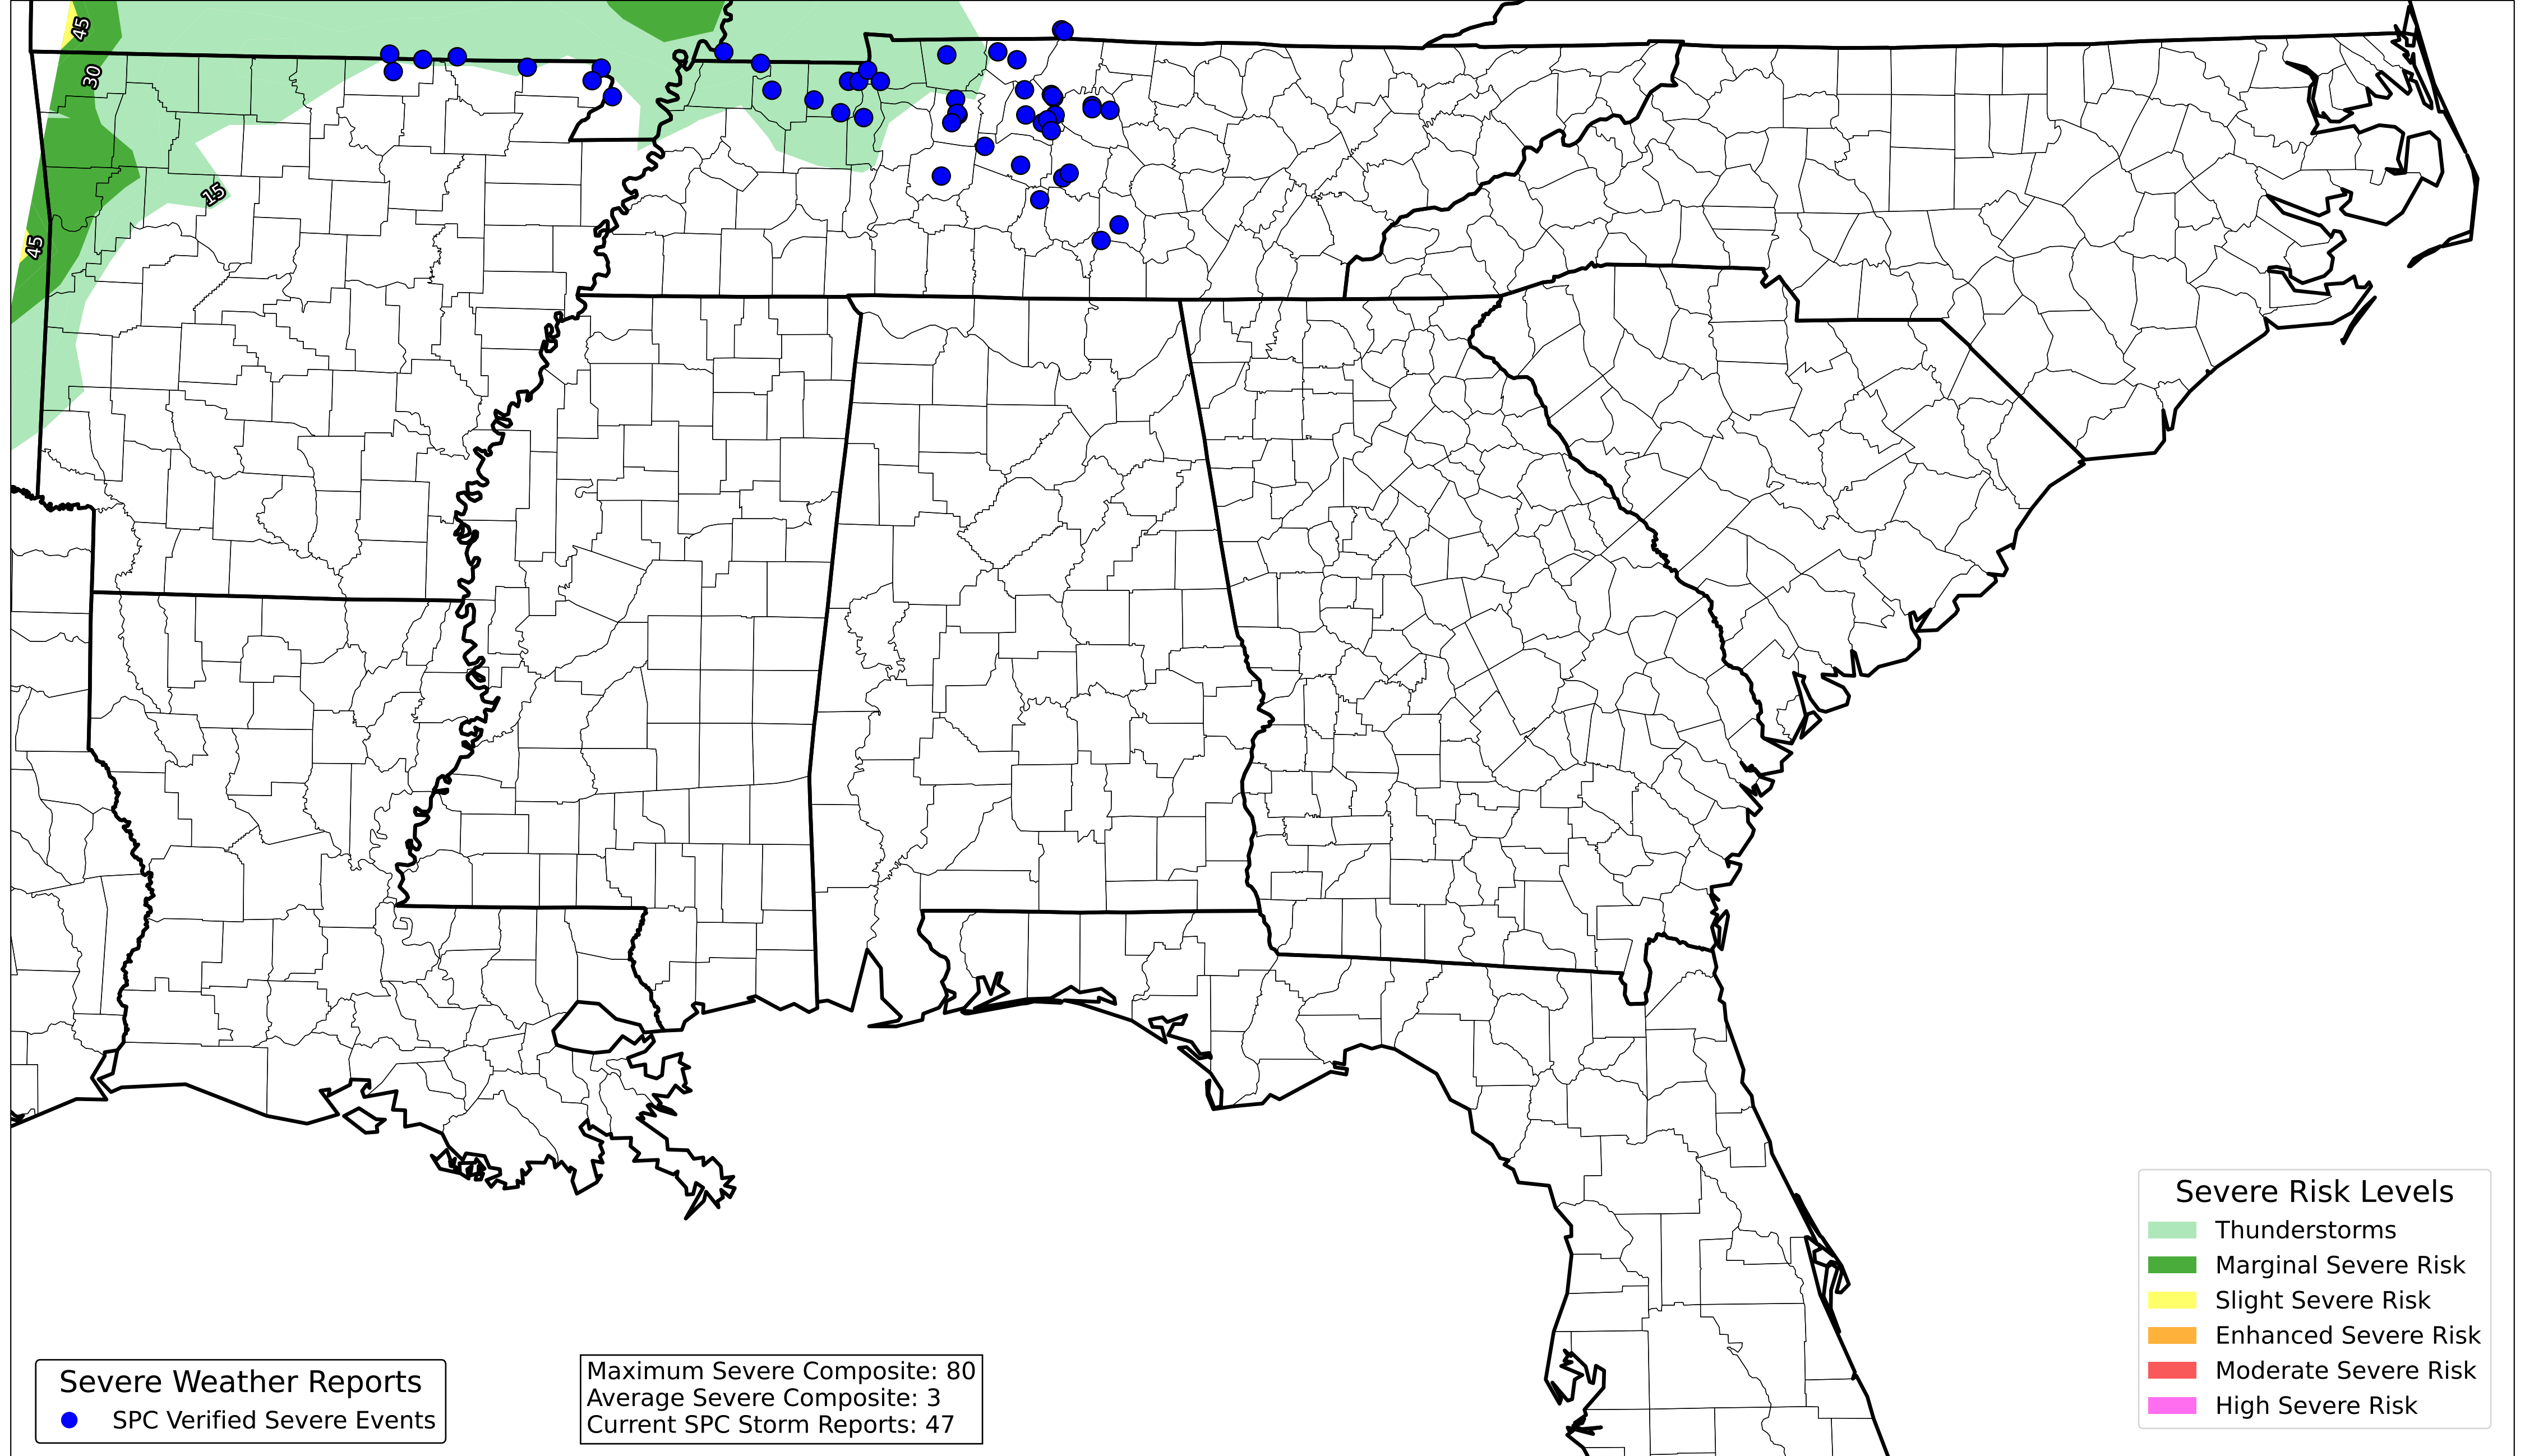 45
30
15
45
Severe Risk Levels
Thunderstorms
Marginal Severe Risk
Slight Severe Risk
Enhanced Severe Risk
Moderate Severe Risk
High Severe Risk
Severe Weather Reports
SPC Verified Severe Events
Maximum Severe Composite: 80
Average Severe Composite: 3
Current SPC Storm Reports: 47